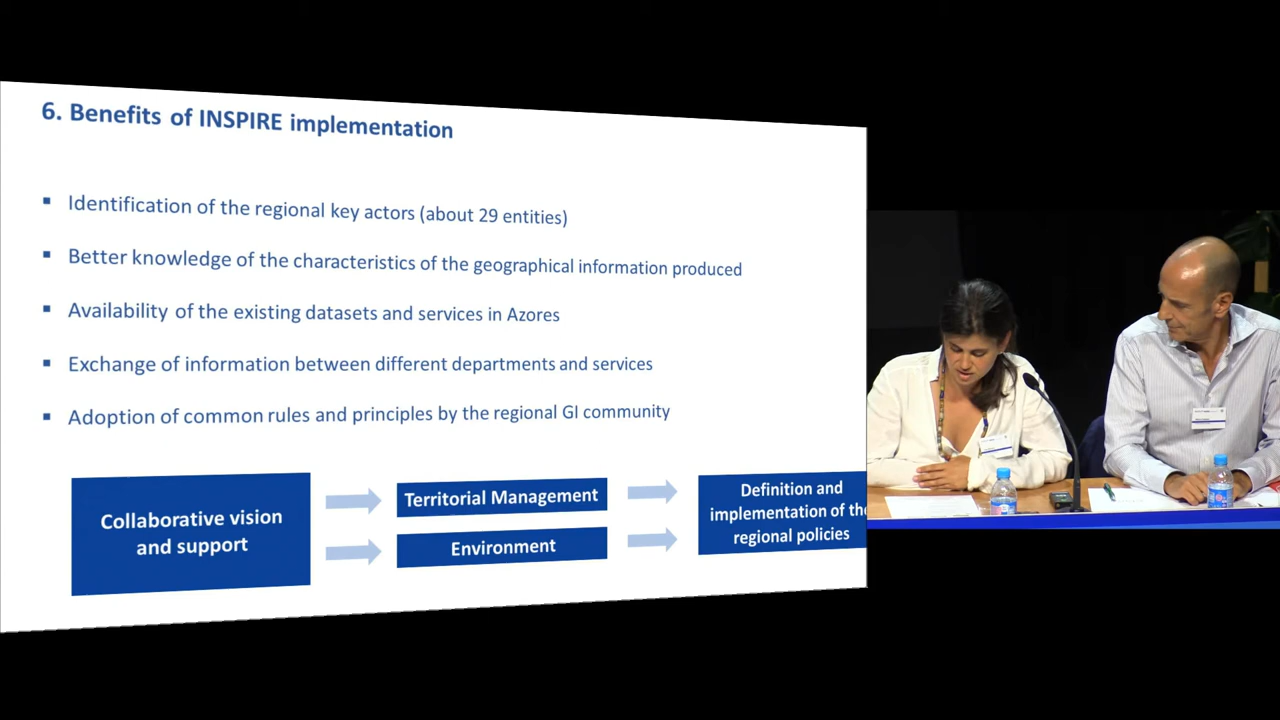 6. Benefits of INSPIRE implementation
Identification of the regional key actors (about 29 entities)
Better knowledge of the characteristics of the geographical information produced
Availability of the existing datasets and services in Azores
Exchange of information between different departments and services
Adoption of common rules and principles by the regional GI community
Collaborative vision
and support
Territorial Management
Environment
Definition and
implementation of the
regional policies